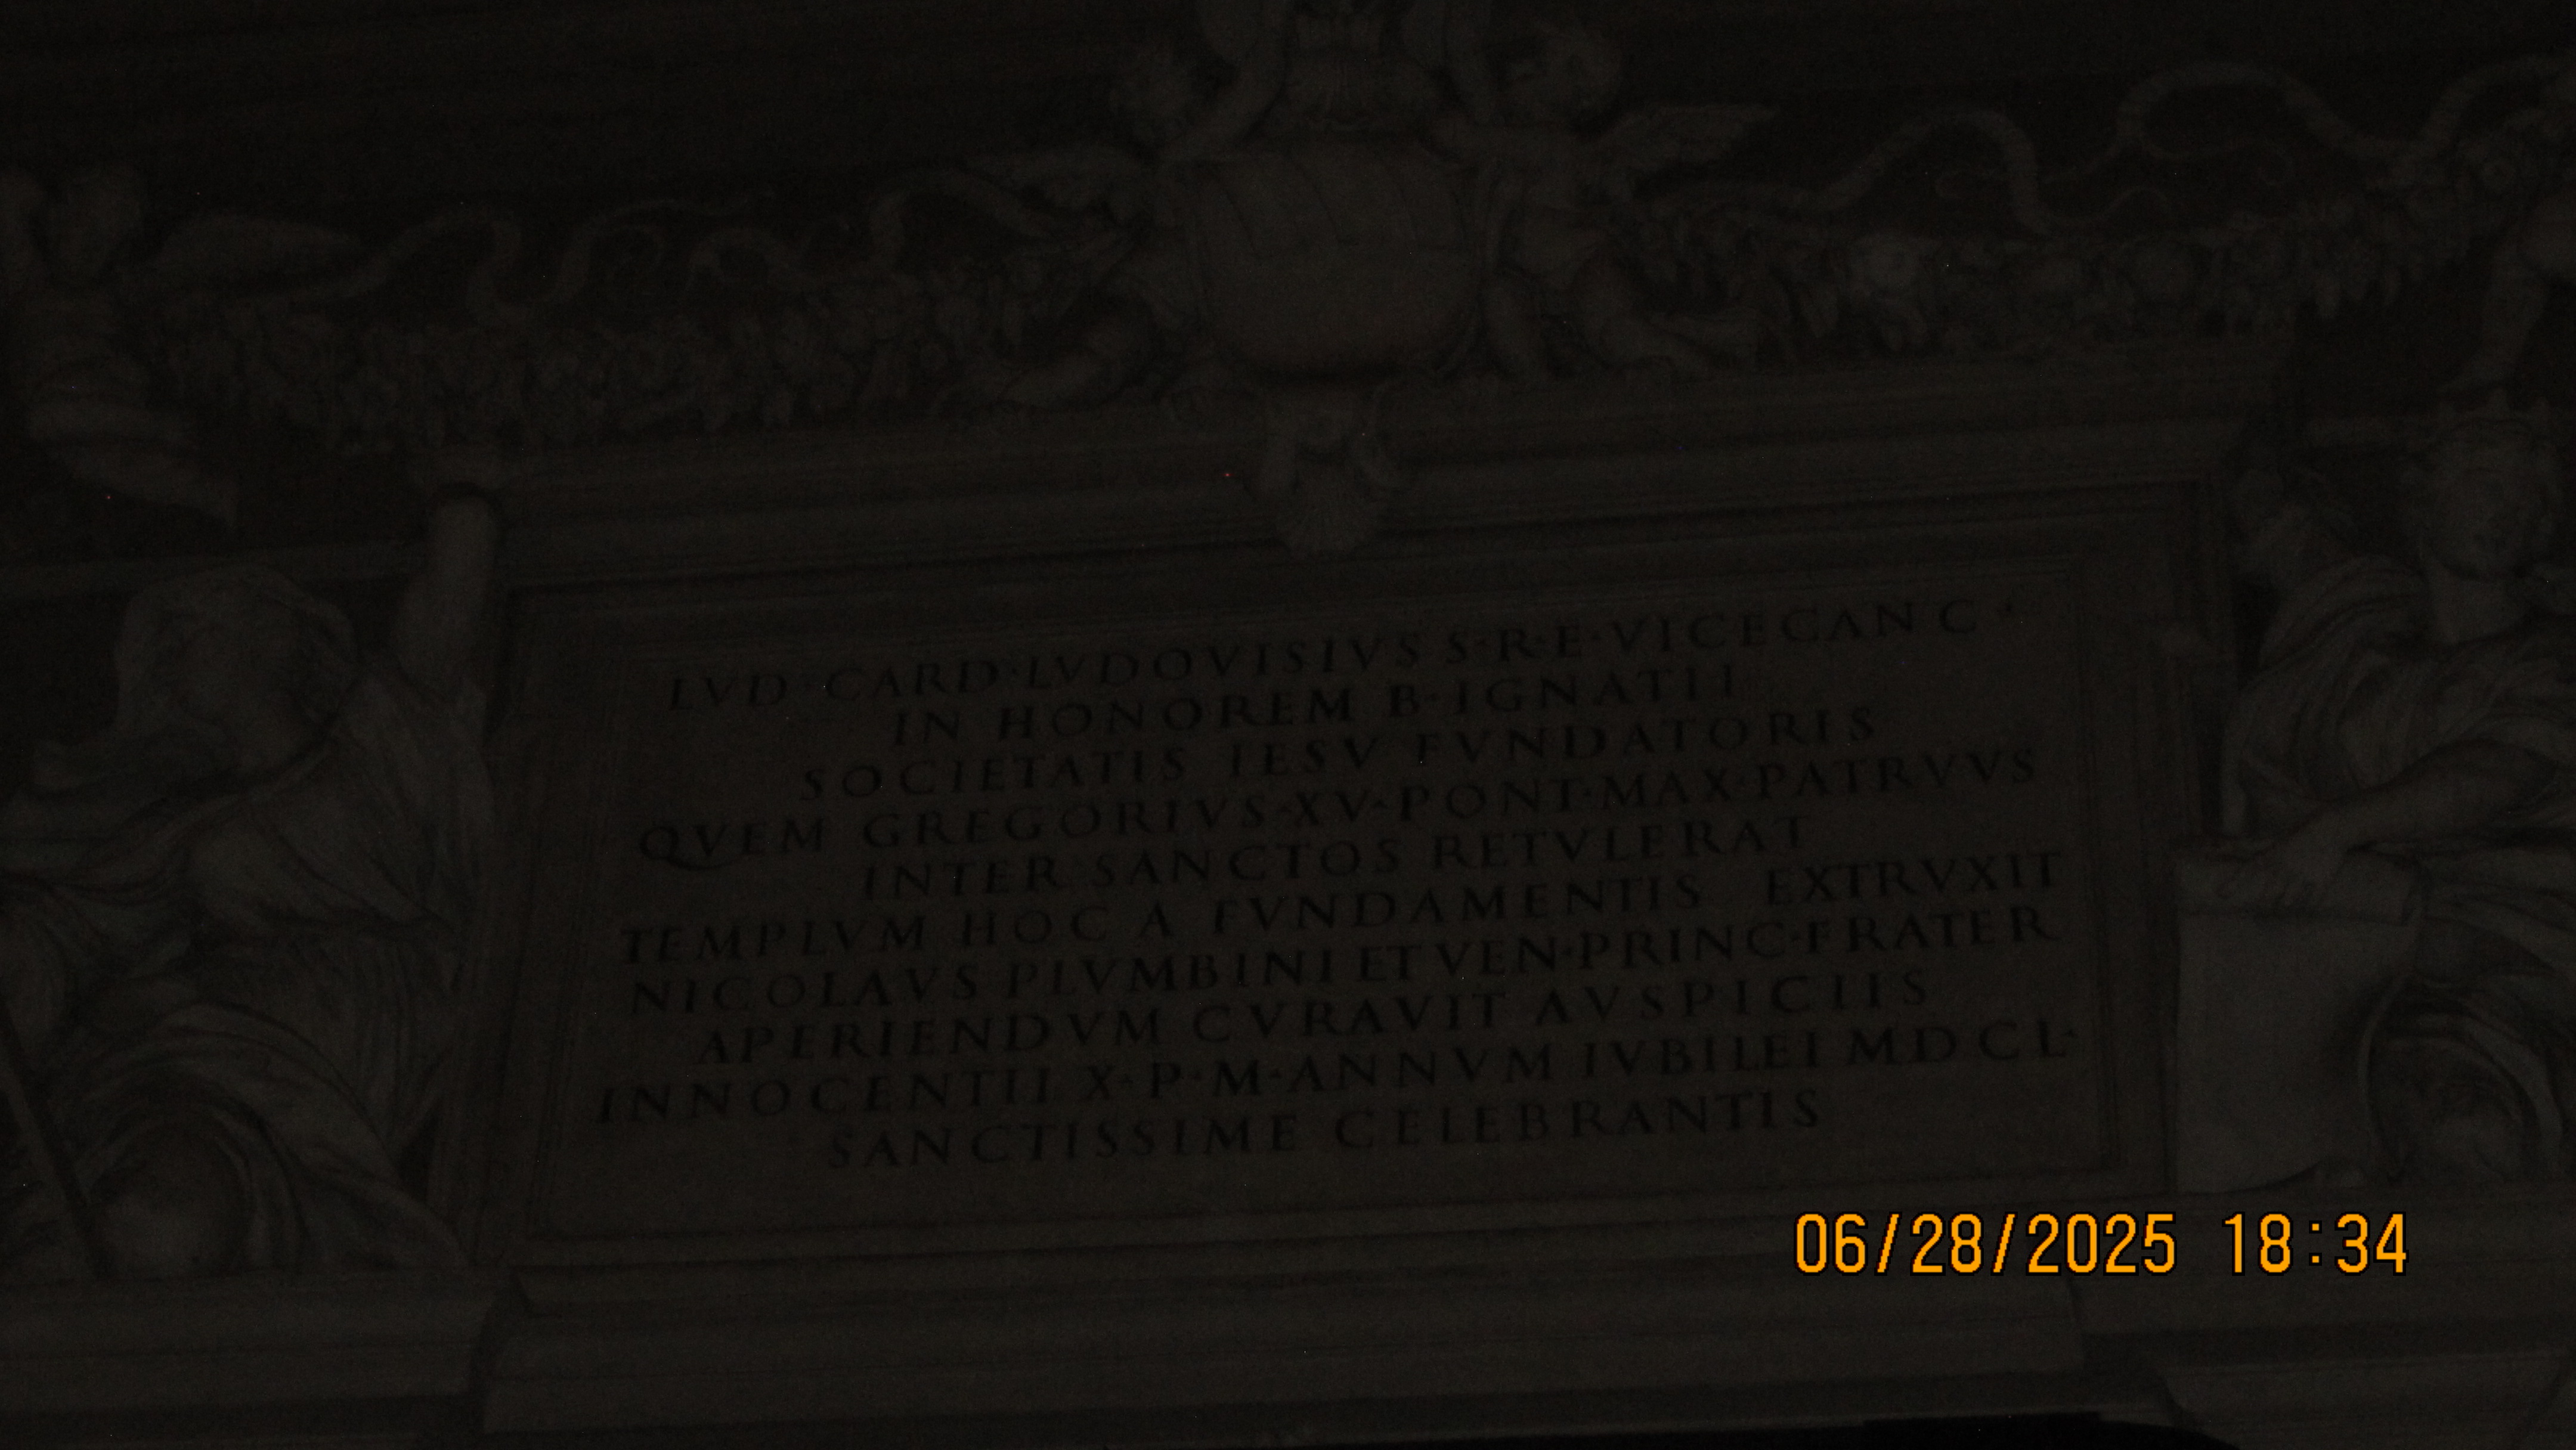 LVD·CARD·LVDOVISIVS S·R·E·VICECANC·
IN HONOREM B·IGNATII
SOCIETATIS IESV FVNDATORIS
QVEM GREGORIVS·XV·PONT·MAX·PATRVVS
INTER SANCTOS RETVLERAT
TEMPLVM HOC A FVNDAMENTIS EXTRVXIT
NICOLAVS PLVMBINI ET VEN·PRINC·FRATER
APERIENDVM CVRAVIT AVSPICIIS
INNOCENTII X·P·M·ANNVM IVBILEI MDCL·
SANCTISSIME CELEBRANTIS
06/28/2025 18:34